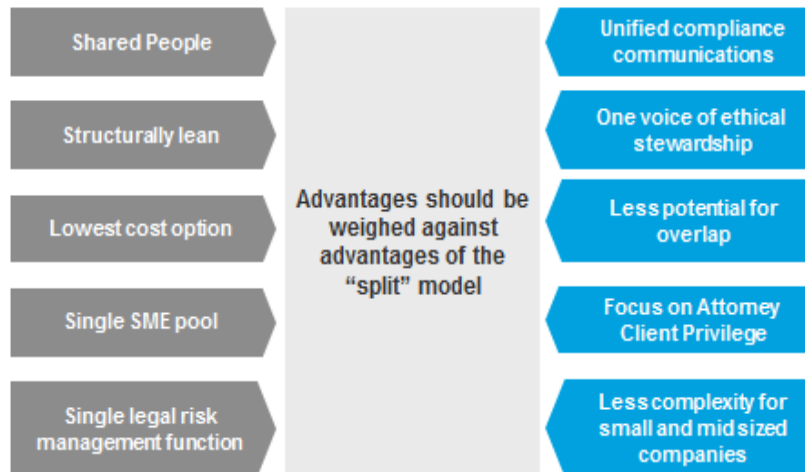 Shared People
Structurally lean
Lowest cost option
Single SME pool
Single legal risk
management function
Advantages should be
weighed against
advantages of the
“split” model
Unified compliance
communications
One voice of ethical
stewardship
Less potential for
overlap
Focus on Attorney
Client Privilege
Less complexity for
small and mid sized
companies